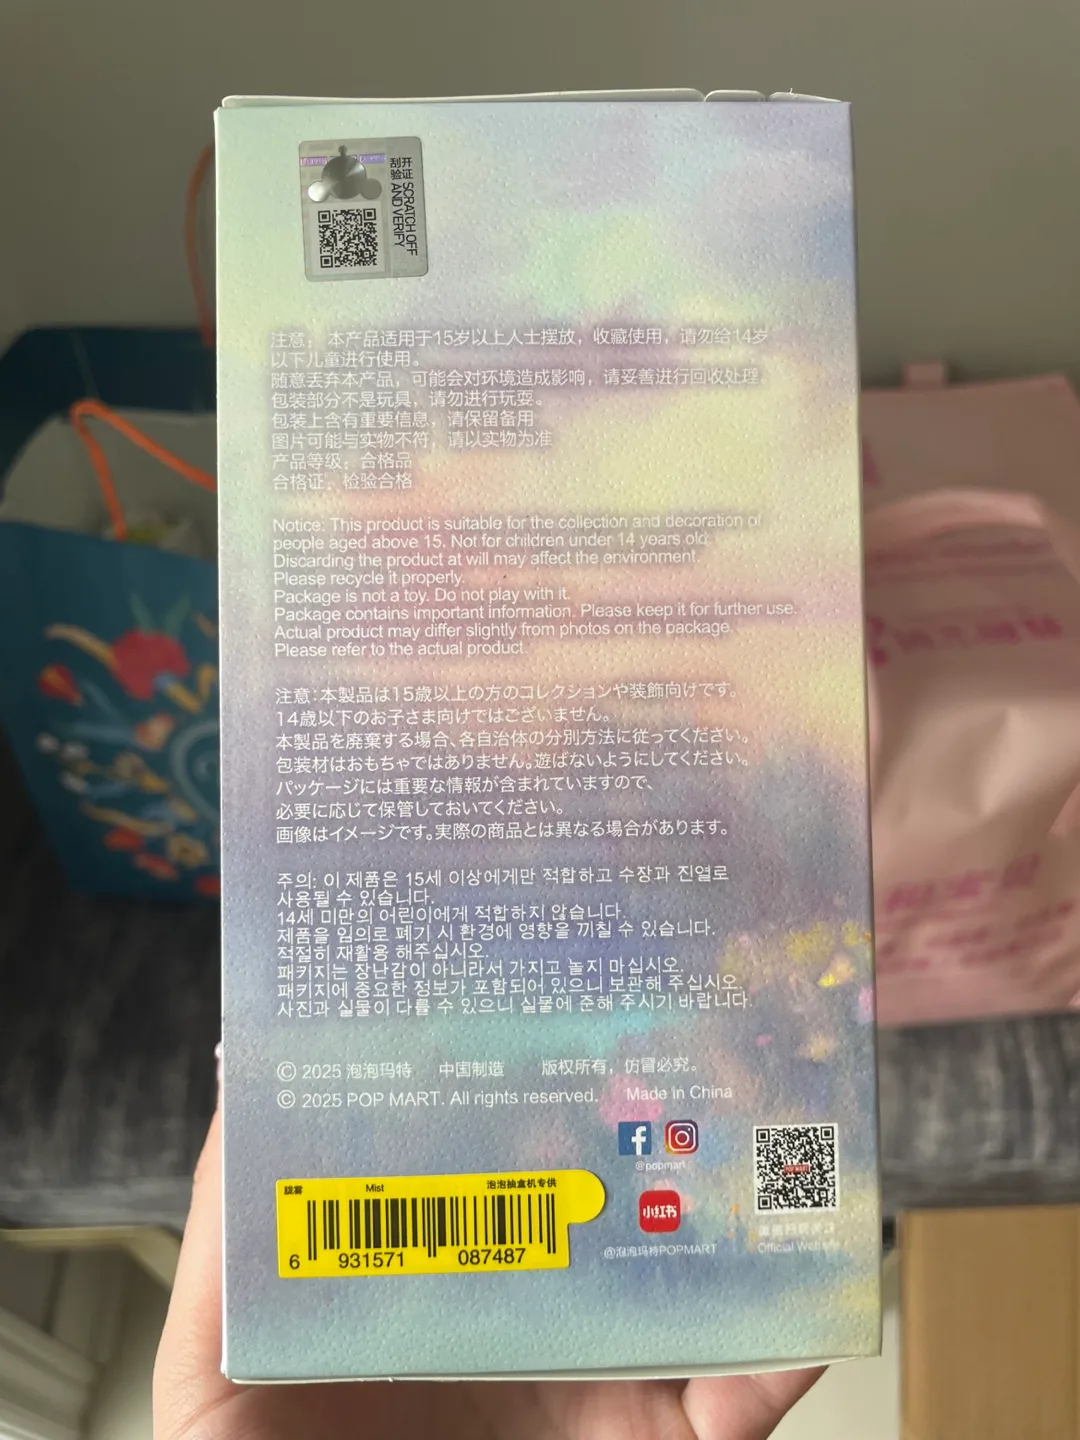 刮开
验证
SCRATCH OFF
AND VERIFY
注意： 本产品适用于15岁以上人士摆放，收藏使用，请勿给14岁
以下儿童进行使用。
随意丢弃本产品，可能会对环境造成影响，请妥善进行回收处理。
包装部分不是玩具，请勿进行玩耍。
包装上含有重要信息，请保留备用
图片可能与实物不符，请以实物为准
产品等级：合格品
合格证：检验合格
Notice: This product is suitable for the collection and decoration of
people aged above 15. Not for children under 14 years old.
Discarding the product at will may affect the environment.
Please recycle it properly.
Package is not a toy. Do not play with it.
Package contains important information. Please keep it for further use.
Actual product may differ slightly from photos on the package.
Please refer to the actual product.
注意:本製品は15歳以上の方のコレクションや装飾向けです。
14歳以下のお子さま向けではございません。
本製品を廃棄する場合、各自治体の分別方法に従ってください。
包装材はおもちゃではありません。遊ばないようにしてください。
パッケージには重要な情報が含まれていますので、
必要に応じて保管しておいてください。
画像はイメージです。実際の商品とは異なる場合があります。
주의: 이 제품은 15세 이상에게만 적합하고 수장과 진열로
사용될 수 있습니다.
14세 미만의 어린이에게 적합하지 않습니다.
제품을 임의로 폐기 시 환경에 영향을 끼칠 수 있습니다.
적절히 재활용 해주십시오.
패키지는 장난감이 아니라서 가지고 놀지 마십시오.
패키지에 중요한 정보가 포함되어 있으니 보관해 주십시오.
사진과 실물이 다를 수 있으니 실물에 준해 주시기 바랍니다.
© 2025 泡泡玛特 中国制造 版权所有，仿冒必究。
© 2025 POP MART. All rights reserved. Made in China
@popmart
POP MART
小红书
@泡泡玛特POPMART
Official Website
胧雾 Mist 泡泡抽盒机专供
6 931571 087487